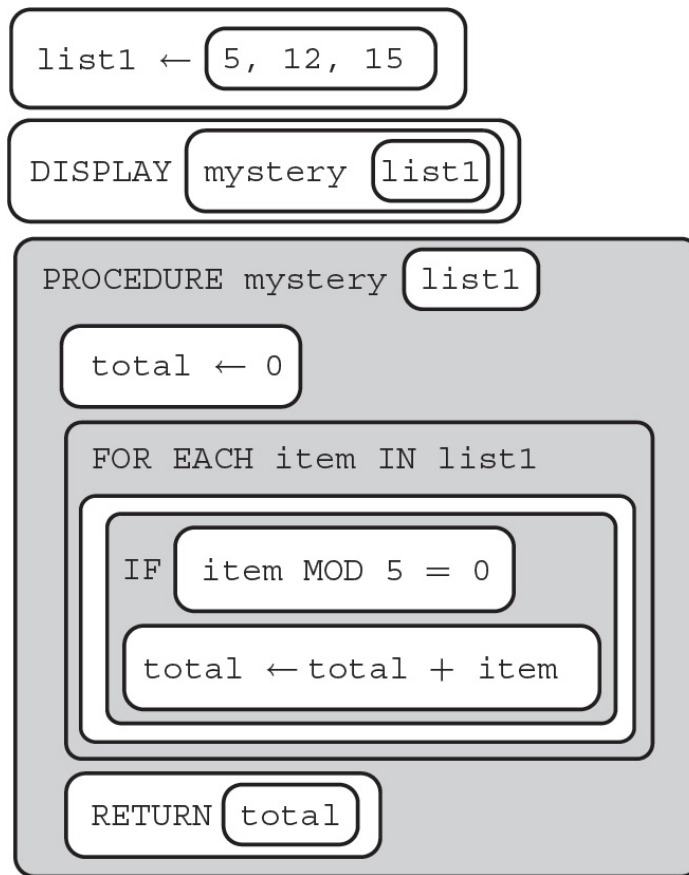 list1 ← 5, 12, 15
DISPLAY mystery list1
PROCEDURE mystery list1
total ← 0
FOR EACH item IN list1
IF item MOD 5 = 0
total ← total + item
RETURN total